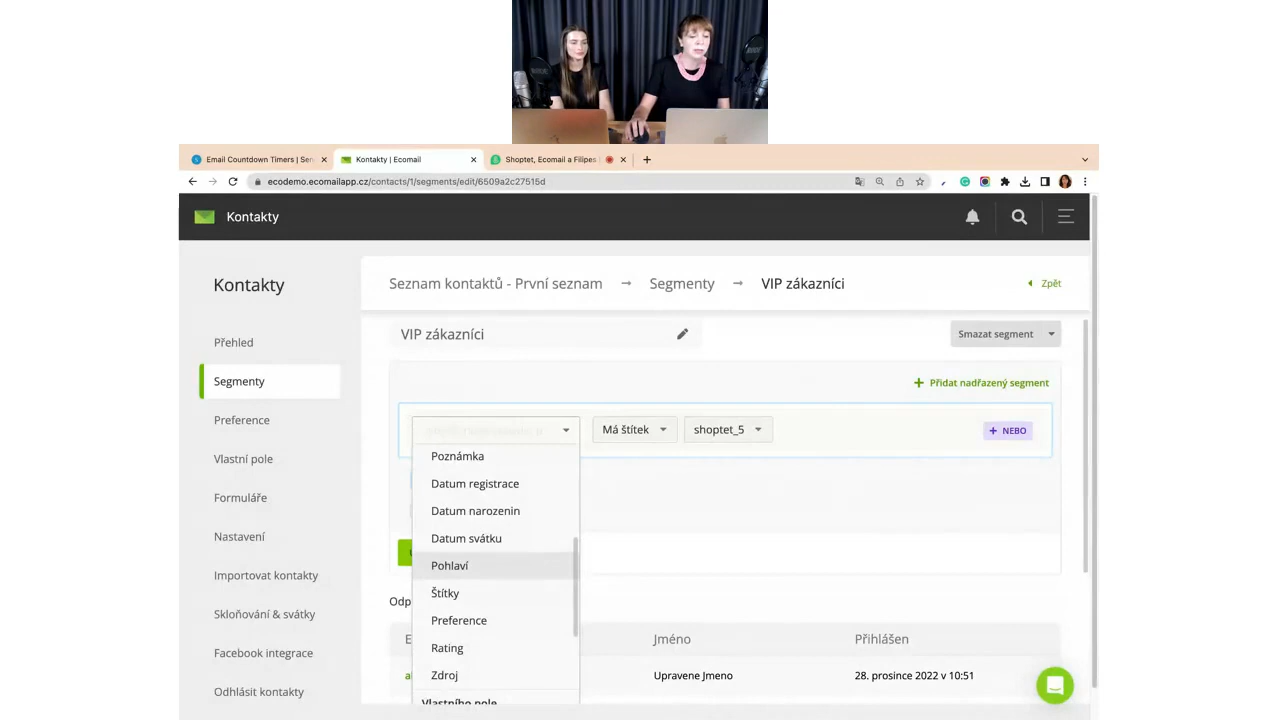 Email Countdown Timers | Sen
Kontakty | Ecomail
Shoptet, Ecomail a Filipes
ecodemo.ecomailapp.cz/contacts/1/segments/edit/6509a2c27515d
Kontakty
Kontakty
Přehled
Segmenty
Preference
Vlastní pole
Formuláře
Nastavení
Importovat kontakty
Skloňování & svátky
Facebook integrace
Odhlásit kontakty
Seznam kontaktů - První seznam → Segmenty → VIP zákazníci
Zpět
VIP zákazníci
Smazat segment
+ Přidat nadřazený segment
Má štítek
shoptet_5
+ NEBO
Poznámka
Datum registrace
Datum narozenin
Datum svátku
Pohlaví
Štítky
Preference
Rating
Zdroj
Vlastního pole
Odp
E
Jméno
Přihlášen
Upravene Jmeno
28. prosince 2022 v 10:51